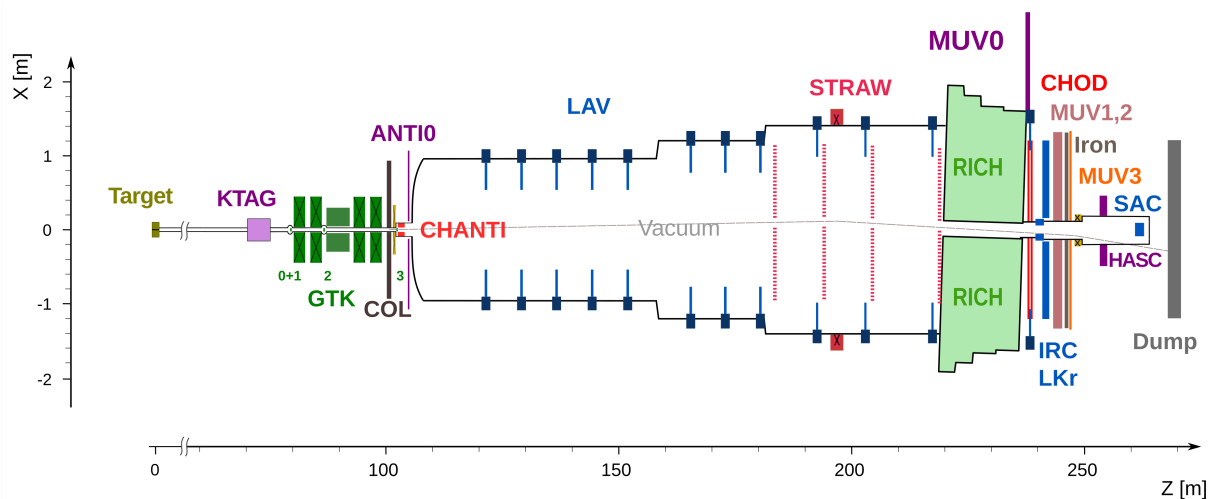 X [m]
2
1
0
-1
-2
MUV0
CHOD
STRAW
LAV
MUV1,2
ANTI0
Iron
RICH
MUV3
Target
KTAG
SAC
CHANTI
Vacuum
HASC
0+1
2
3
GTK
COL
RICH
Dump
IRC
LKr
0
100
150
200
250
Z [m]